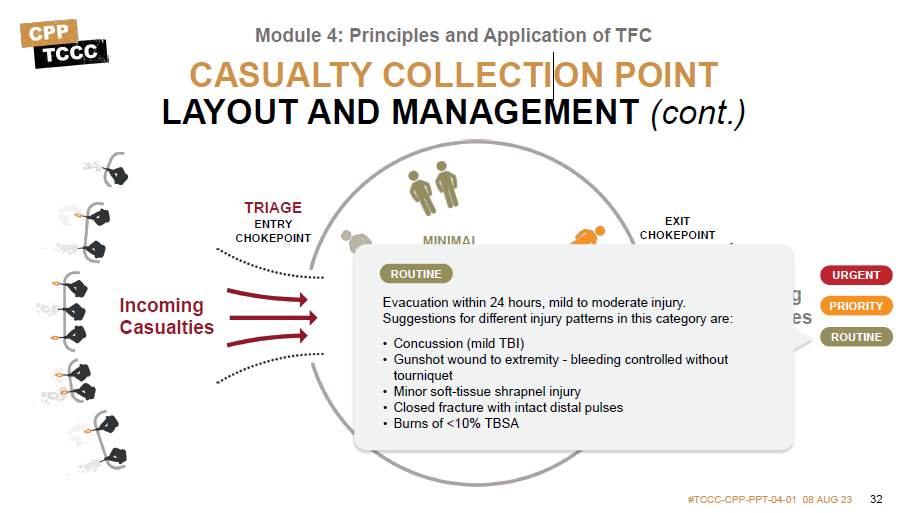 CPP
TCCC
Module 4: Principles and Application of TFC
CASUALTY COLLECTION POINT
LAYOUT AND MANAGEMENT (cont.)
TRIAGE
ENTRY
CHOKEPOINT
MINIMAL
EXIT
CHOKEPOINT
Incoming
Casualties
ROUTINE
Evacuation within 24 hours, mild to moderate injury.
Suggestions for different injury patterns in this category are:
• Concussion (mild TBI)
• Gunshot wound to extremity - bleeding controlled without
tourniquet
• Minor soft-tissue shrapnel injury
• Closed fracture with intact distal pulses
• Burns of <10% TBSA
URGENT
PRIORITY
ROUTINE
#TCCC-CPP-PPT-04-01 08 AUG 23
32